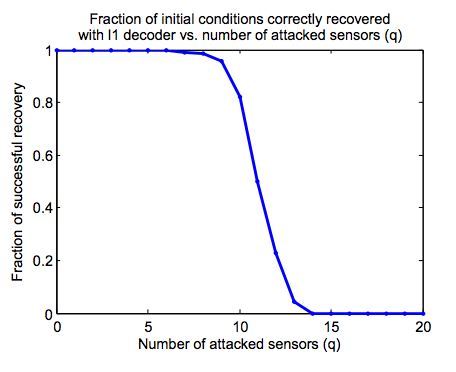 Fraction of initial conditions correctly recovered
with l1 decoder vs. number of attacked sensors (q)
1
0.8
0.6
0.4
0.2
0
Fraction of successful recovery
0 5 10 15 20
Number of attacked sensors (q)